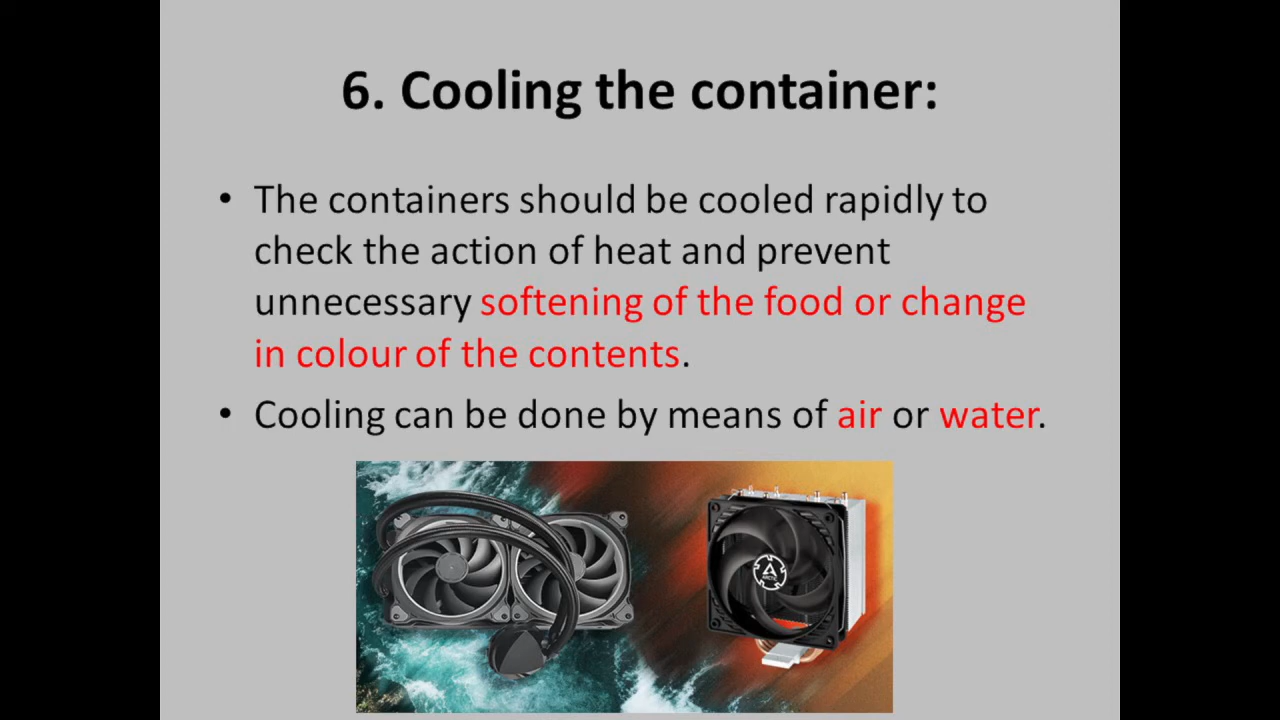 6. Cooling the container:
• The containers should be cooled rapidly to
check the action of heat and prevent
unnecessary softening of the food or change
in colour of the contents.
• Cooling can be done by means of air or water.
ARCTIC